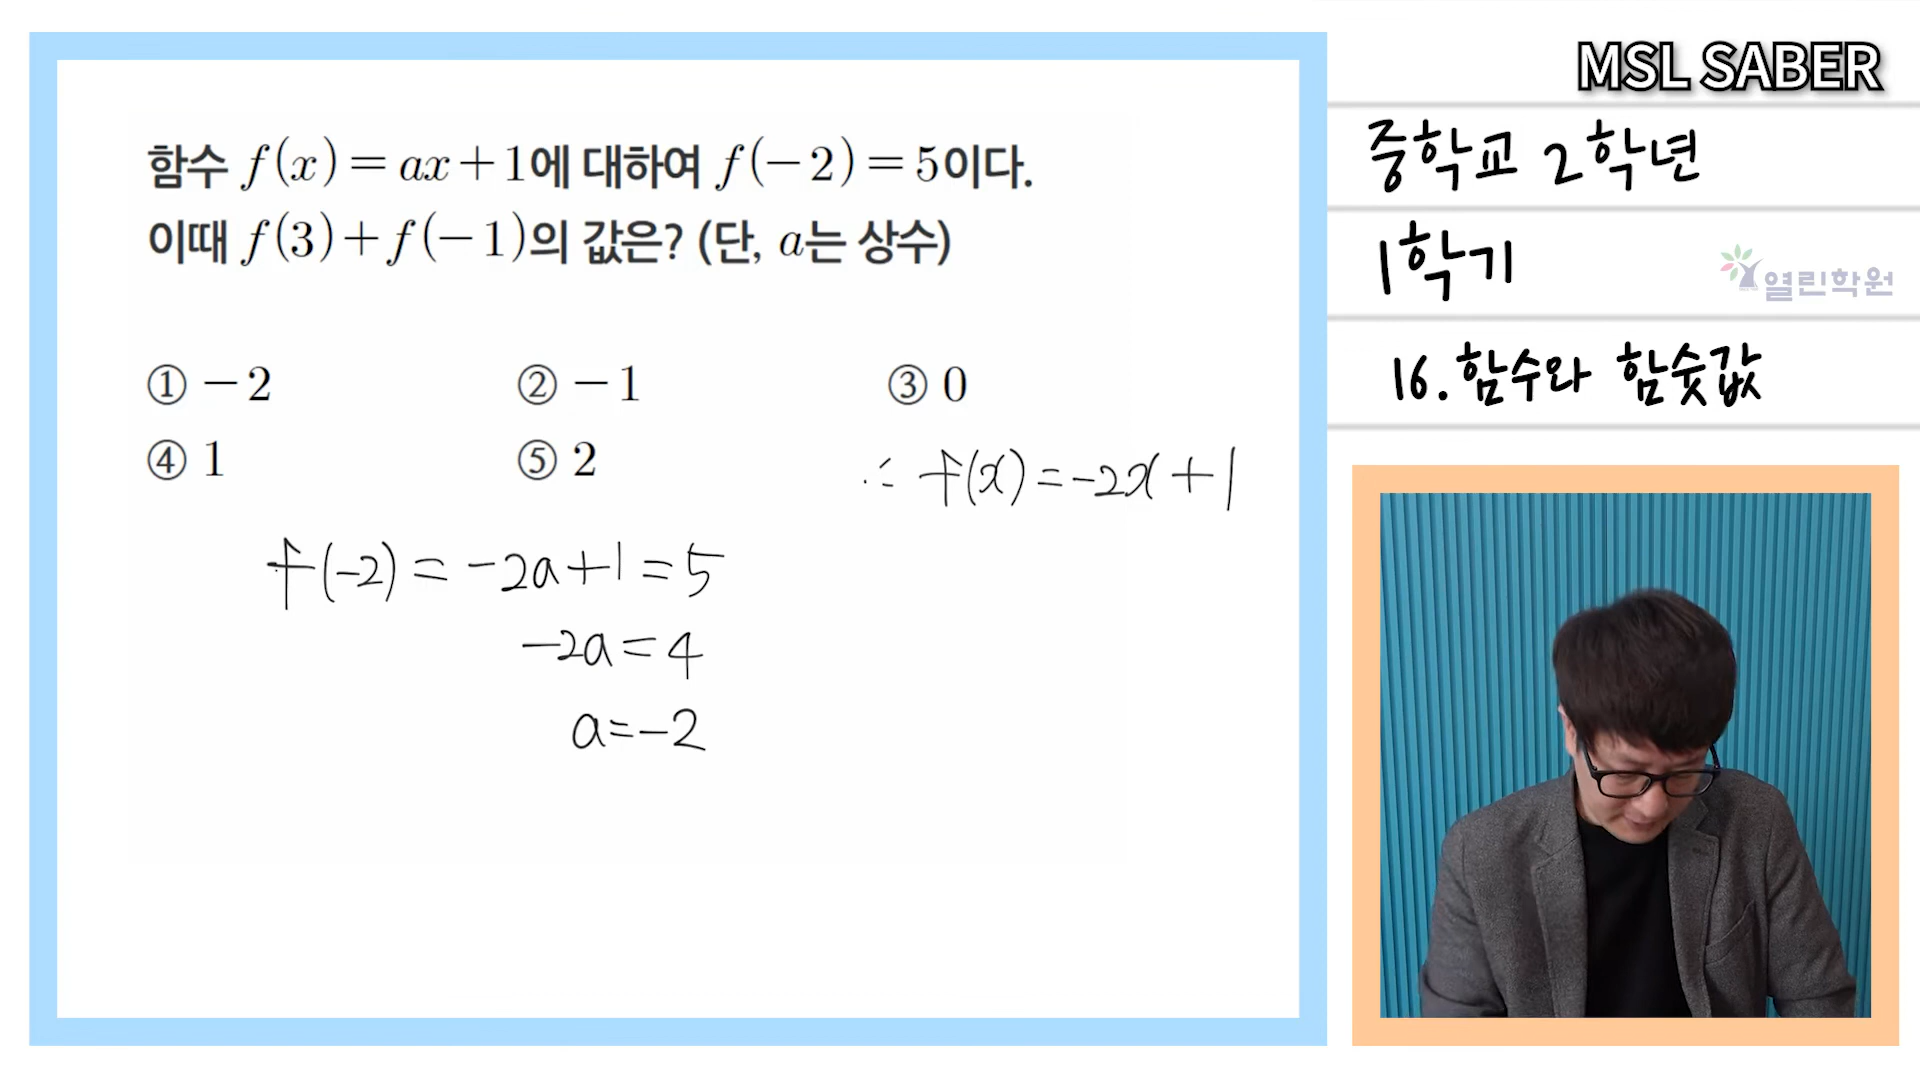 함수 f(x)=ax+1에 대하여 f(-2)=5이다.
이때 f(3)+f(-1)의 값은? (단, a는 상수)
① -2 ② -1 ③ 0
④ 1 ⑤ 2
∴ f(x)=-2x+1
f(-2)=-2a+1=5
-2a=4
a=-2
MSL SABER
중학교 2학년
1학기
열린학원
16. 함수와 함숫값